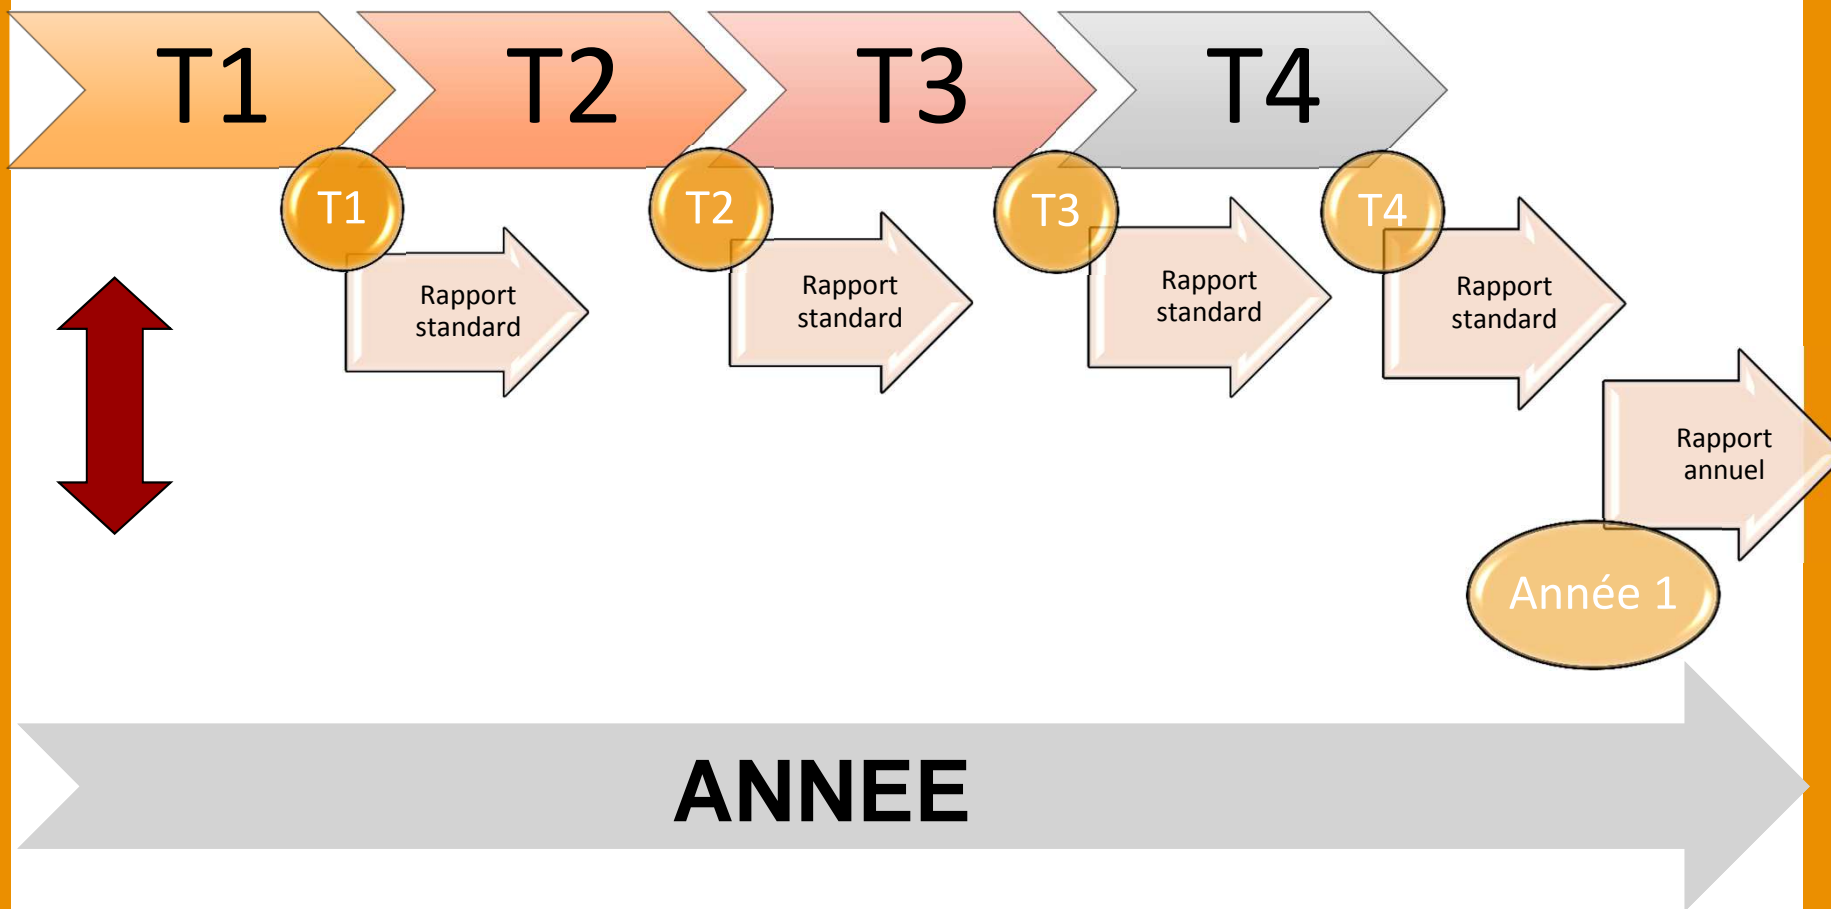 T1
T2
T3
T4
T1
T2
T3
T4
Rapport
standard
Rapport
standard
Rapport
standard
Rapport
standard
Rapport
annuel
Année 1
ANNEE